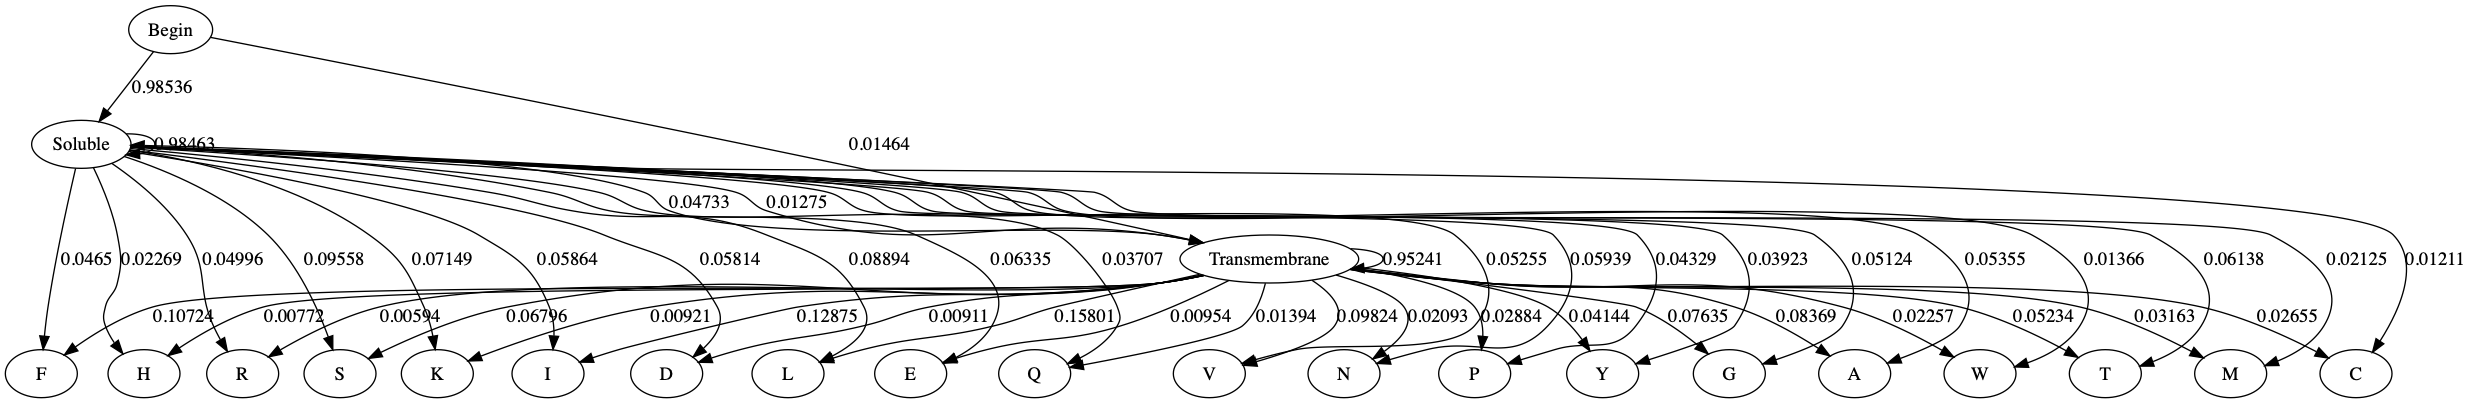 Begin
0.98536
Soluble
0.98463
0.01464
0.04733
0.01275
0.0465
0.02269
0.04996
0.09558
0.07149
0.05864
0.05814
0.08894
0.06335
0.03707
Transmembrane
0.95241
0.05255
0.05939
0.04329
0.03923
0.05124
0.05355
0.01366
0.06138
0.02125
0.01211
0.10724
0.00772
0.00594
0.06796
0.00921
0.12875
0.00911
0.15801
0.00954
0.01394
0.09824
0.02093
0.02884
0.04144
0.07635
0.08369
0.02257
0.05234
0.03163
0.02655
F
H
R
S
K
I
D
L
E
Q
V
N
P
Y
G
A
W
T
M
C